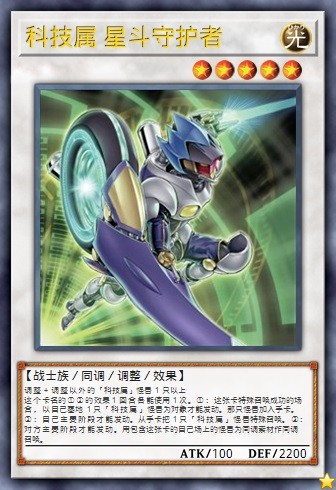 科技属 星斗守护者
光
【战士族／同调／调整／效果】
调整＋调整以外的「科技属」怪兽1只以上
这个卡名的①②的效果1回合各能使用1次。①：这张卡特殊召唤成功的场
合，以自己墓地1只「科技属」怪兽为对象才能发动。那只怪兽加入手卡。
②：自己主要阶段才能发动。从手卡把1只「科技属」怪兽特殊召唤。③：
对方主要阶段才能发动。用包含这张卡的自己场上的怪兽为同调素材作同调
召唤。
ATK/100 DEF/2200